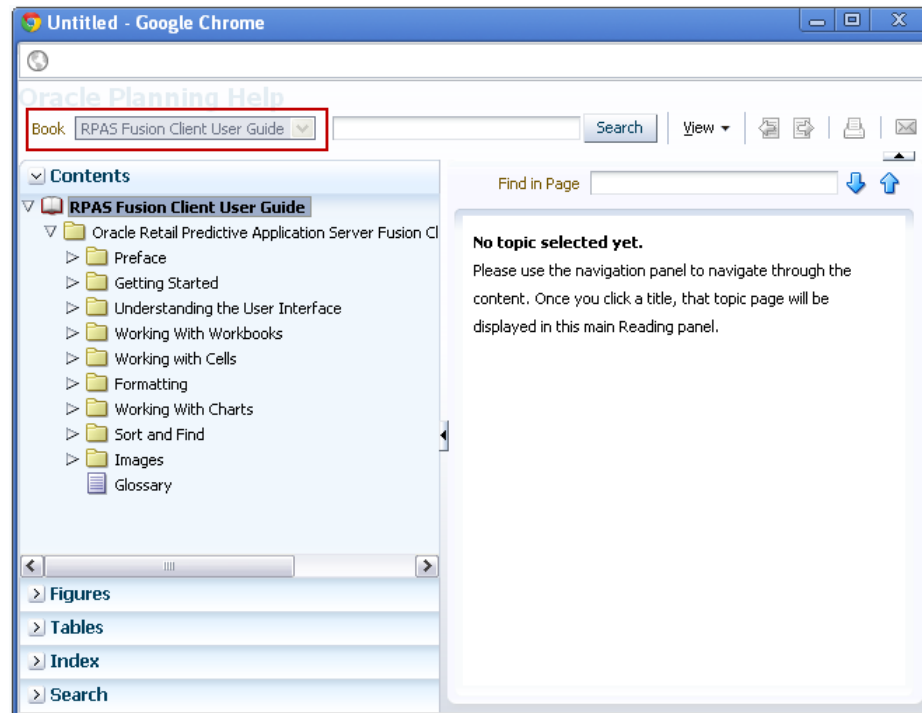 Untitled - Google Chrome
Oracle Planning Help
Book RPAS Fusion Client User Guide Search View
Contents
RPAS Fusion Client User Guide
Oracle Retail Predictive Application Server Fusion Cl
Preface
Getting Started
Understanding the User Interface
Working With Workbooks
Working with Cells
Formatting
Working With Charts
Sort and Find
Images
Glossary
Figures
Tables
Index
Search
Find in Page
No topic selected yet.
Please use the navigation panel to navigate through the
content. Once you click a title, that topic page will be
displayed in this main Reading panel.